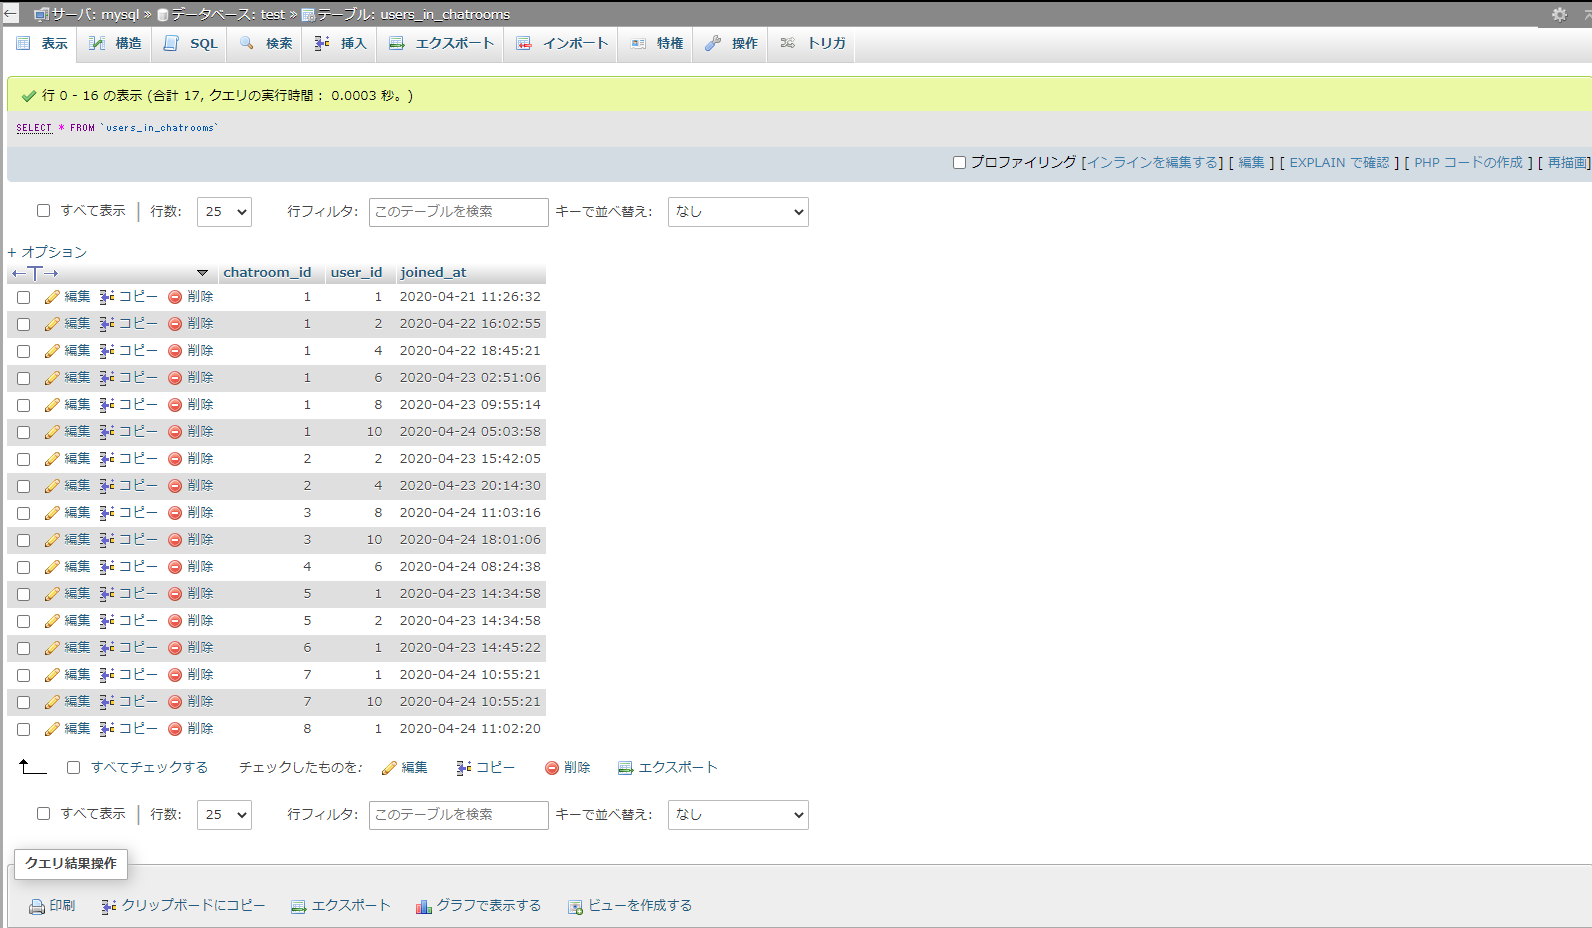 ← サーバ: mysql » データベース: test » テーブル: users_in_chatrooms
表示 構造 SQL 検索 挿入 エクスポート インポート 特権 操作 トリガ
行 0 - 16 の表示 (合計 17, クエリの実行時間： 0.0003 秒。)
SELECT * FROM `users_in_chatrooms`
プロファイリング [インラインを編集する] [ 編集 ] [ EXPLAIN で確認 ] [ PHP コードの作成 ] [ 再描画]
すべて表示 | 行数: 25 行フィルタ: このテーブルを検索 キーで並べ替え: なし
+ オプション
←T→ chatroom_id user_id joined_at
編集 コピー 削除 1 1 2020-04-21 11:26:32
編集 コピー 削除 1 2 2020-04-22 16:02:55
編集 コピー 削除 1 4 2020-04-22 18:45:21
編集 コピー 削除 1 6 2020-04-23 02:51:06
編集 コピー 削除 1 8 2020-04-23 09:55:14
編集 コピー 削除 1 10 2020-04-24 05:03:58
編集 コピー 削除 2 2 2020-04-23 15:42:05
編集 コピー 削除 2 4 2020-04-23 20:14:30
編集 コピー 削除 3 8 2020-04-24 11:03:16
編集 コピー 削除 3 10 2020-04-24 18:01:06
編集 コピー 削除 4 6 2020-04-24 08:24:38
編集 コピー 削除 5 1 2020-04-23 14:34:58
編集 コピー 削除 5 2 2020-04-23 14:34:58
編集 コピー 削除 6 1 2020-04-23 14:45:22
編集 コピー 削除 7 1 2020-04-24 10:55:21
編集 コピー 削除 7 10 2020-04-24 10:55:21
編集 コピー 削除 8 1 2020-04-24 11:02:20
すべてチェックする チェックしたものを: 編集 コピー 削除 エクスポート
すべて表示 | 行数: 25 行フィルタ: このテーブルを検索 キーで並べ替え: なし
クエリ結果操作
印刷 クリップボードにコピー エクスポート グラフで表示する ビューを作成する